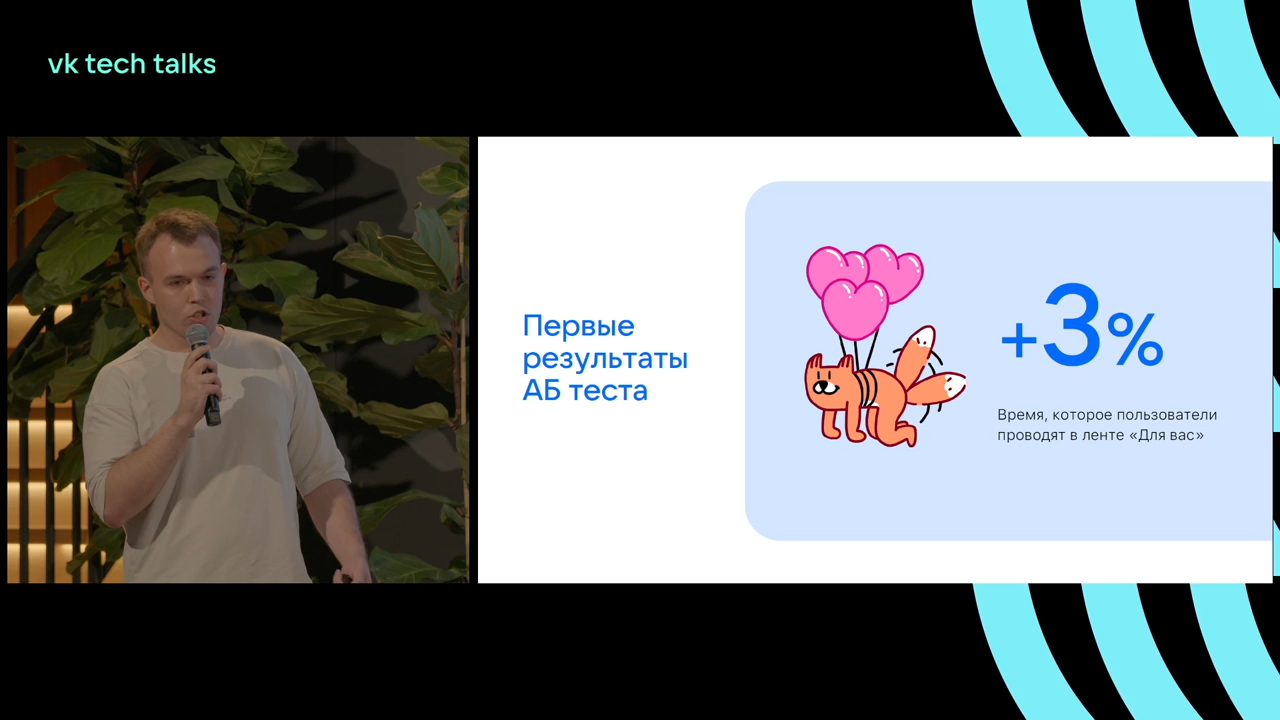 vk tech talks
Первые
результаты
АБ теста
+3%
Время, которое пользователи
проводят в ленте «Для вас»